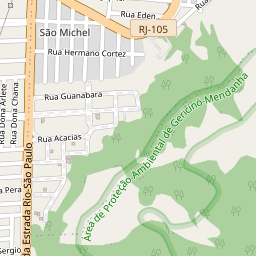 Rua Eden
São Michel
RJ-105
Rua Hermano Cortez
Rua Guanabara
Rua Dona Chana
Rua Dona Arlete
Rua Acacias
Área de Proteção Ambiental de Gericinó-Mendanha
a Pera
da Estrada Rio-São Paulo
Sergio